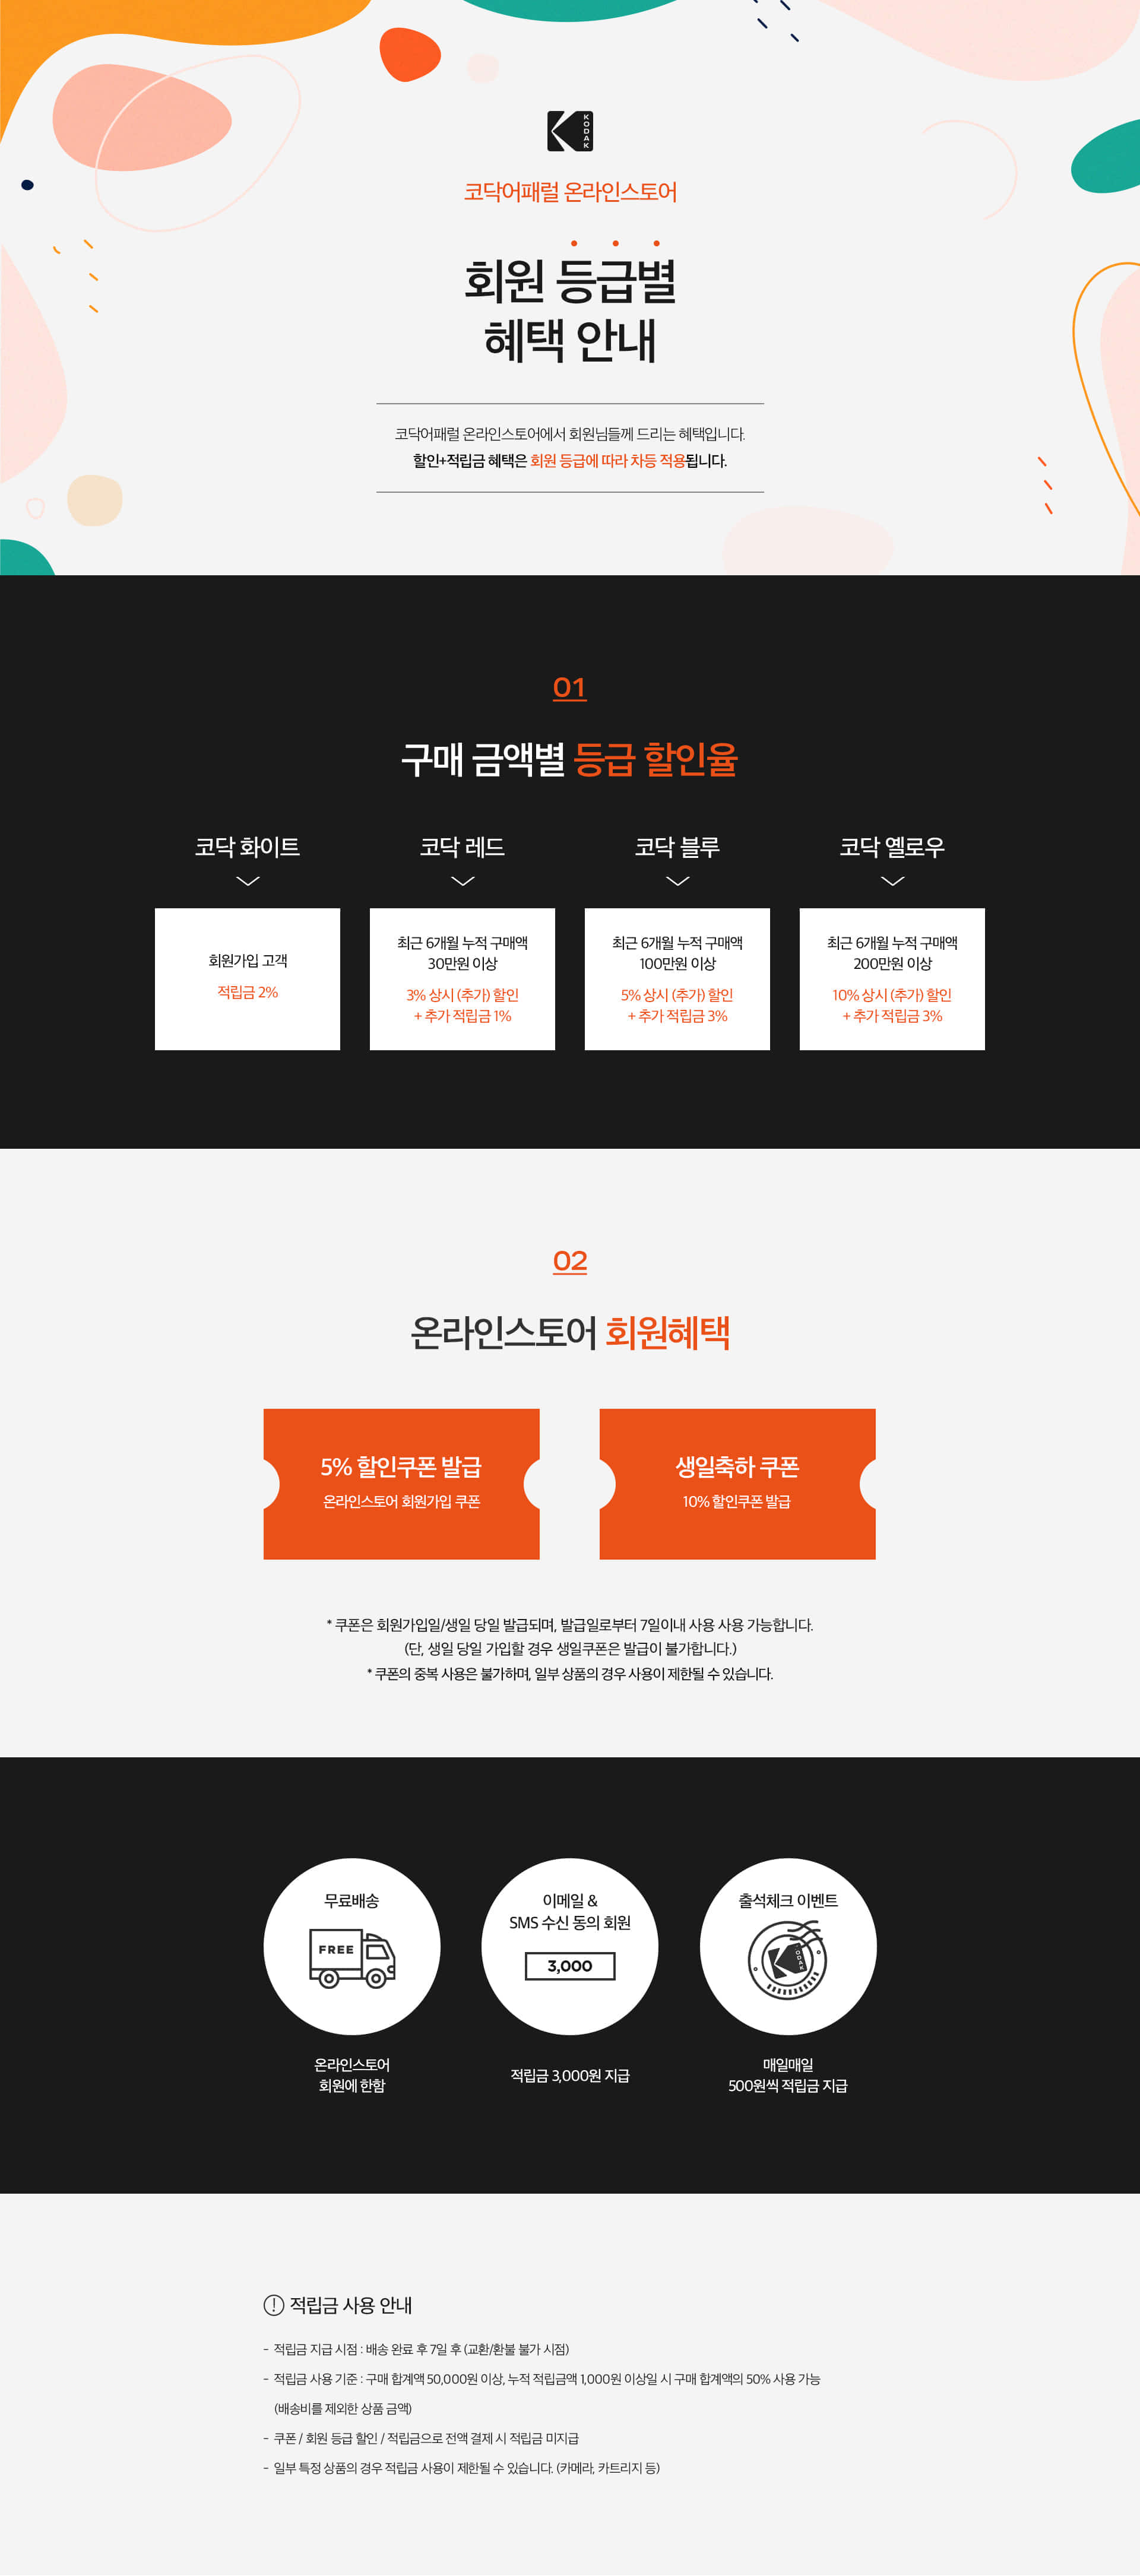 KODAK
코닥어패럴 온라인스토어
회원 등급별
혜택 안내
코닥어패럴 온라인스토어에서 회원님들께 드리는 혜택입니다.
할인+적립금 혜택은 회원 등급에 따라 차등 적용됩니다.
01
구매 금액별 등급 할인율
코닥 화이트
회원가입 고객
적립금 2%
코닥 레드
최근 6개월 누적 구매액
30만원 이상
3% 상시 (추가) 할인
+ 추가 적립금 1%
코닥 블루
최근 6개월 누적 구매액
100만원 이상
5% 상시 (추가) 할인
+ 추가 적립금 3%
코닥 옐로우
최근 6개월 누적 구매액
200만원 이상
10% 상시 (추가) 할인
+ 추가 적립금 3%
02
온라인스토어 회원혜택
5% 할인쿠폰 발급
온라인스토어 회원가입 쿠폰
생일축하 쿠폰
10% 할인쿠폰 발급
* 쿠폰은 회원가입일/생일 당일 발급되며, 발급일로부터 7일이내 사용 사용 가능합니다.
(단, 생일 당일 가입할 경우 생일쿠폰은 발급이 불가합니다.)
* 쿠폰의 중복 사용은 불가하며, 일부 상품의 경우 사용이 제한될 수 있습니다.
무료배송
FREE
온라인스토어
회원에 한함
이메일 &
SMS 수신 동의 회원
3,000
적립금 3,000원 지급
출석체크 이벤트
KODAK
매일매일
500원씩 적립금 지급
! 적립금 사용 안내
- 적립금 지급 시점 : 배송 완료 후 7일 후 (교환/환불 불가 시점)
- 적립금 사용 기준 : 구매 합계액 50,000원 이상, 누적 적립금액 1,000원 이상일 시 구매 합계액의 50% 사용 가능
(배송비를 제외한 상품 금액)
- 쿠폰 / 회원 등급 할인 / 적립금으로 전액 결제 시 적립금 미지급
- 일부 특정 상품의 경우 적립금 사용이 제한될 수 있습니다. (카메라, 카트리지 등)